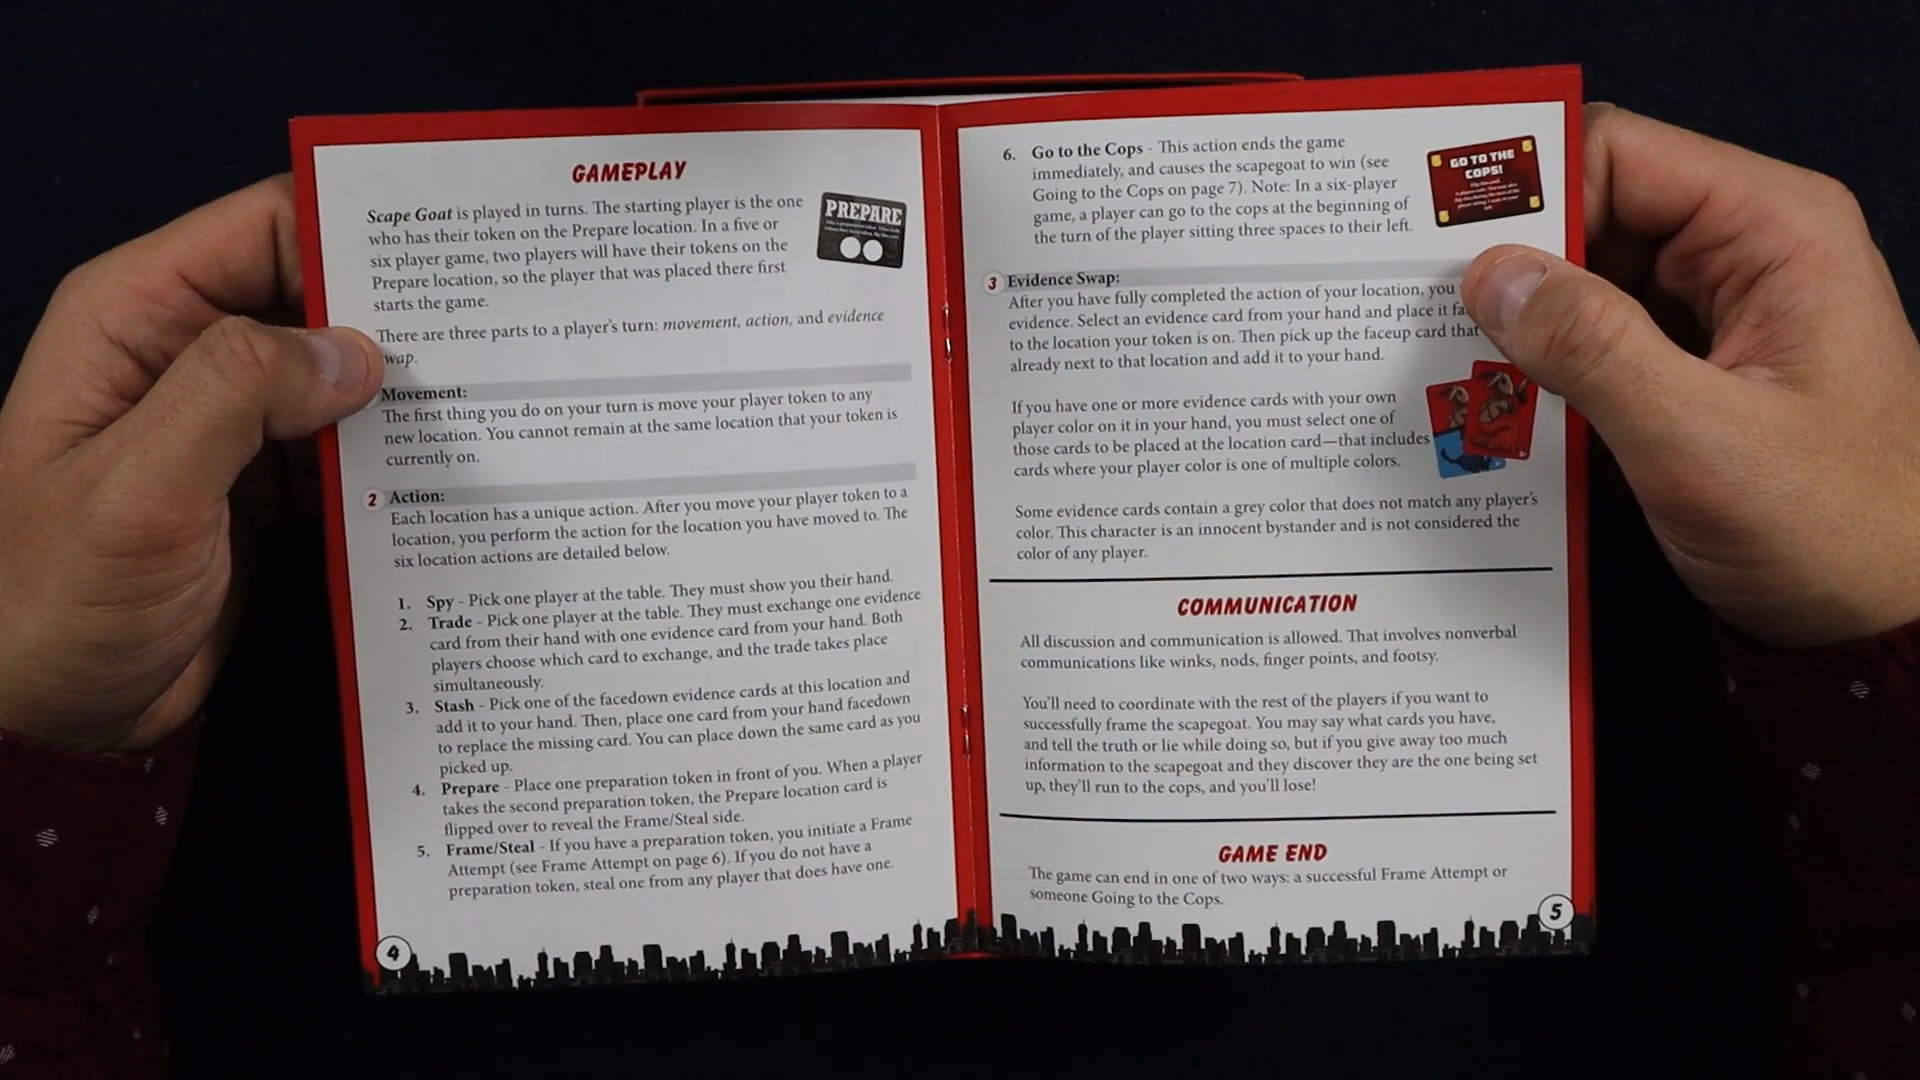 GAMEPLAY
Scape Goat is played in turns. The starting player is the one
who has their token on the Prepare location. In a five or
six player game, two players will have their tokens on the
Prepare location, so the player that was placed there first
starts the game.
PREPARE
There are three parts to a player's turn: movement, action, and evidence
wap.
Movement:
The first thing you do on your turn is move your player token to any
new location. You cannot remain at the same location that your token is
currently on.
2 Action:
Each location has a unique action. After you move your player token to a
location, you perform the action for the location you have moved to. The
six location actions are detailed below.
1. Spy - Pick one player at the table. They must show you their hand.
2. Trade - Pick one player at the table. They must exchange one evidence
card from their hand with one evidence card from your hand. Both
players choose which card to exchange, and the trade takes place
simultaneously.
3. Stash - Pick one of the facedown evidence cards at this location and
add it to your hand. Then, place one card from your hand facedown
to replace the missing card. You can place down the same card as you
picked up.
4. Prepare - Place one preparation token in front of you. When a player
takes the second preparation token, the Prepare location card is
flipped over to reveal the Frame/Steal side.
5. Frame/Steal - If you have a preparation token, you initiate a Frame
Attempt (see Frame Attempt on page 6). If you do not have a
preparation token, steal one from any player that does have one.
4
6. Go to the Cops - This action ends the game
immediately, and causes the scapegoat to win (see
Going to the Cops on page 7). Note: In a six-player
game, a player can go to the cops at the beginning of
the turn of the player sitting three spaces to their left.
GO TO THE
COPS!
3 Evidence Swap:
After you have fully completed the action of your location, you
evidence. Select an evidence card from your hand and place it fa
to the location your token is on. Then pick up the faceup card that
already next to that location and add it to your hand.
If you have one or more evidence cards with your own
player color on it in your hand, you must select one of
those cards to be placed at the location card—that includes
cards where your player color is one of multiple colors.
Some evidence cards contain a grey color that does not match any player's
color. This character is an innocent bystander and is not considered the
color of any player.
COMMUNICATION
All discussion and communication is allowed. That involves nonverbal
communications like winks, nods, finger points, and footsy.
You'll need to coordinate with the rest of the players if you want to
successfully frame the scapegoat. You may say what cards you have,
and tell the truth or lie while doing so, but if you give away too much
information to the scapegoat and they discover they are the one being set
up, they'll run to the cops, and you'll lose!
GAME END
The game can end in one of two ways: a successful Frame Attempt or
someone Going to the Cops.
5